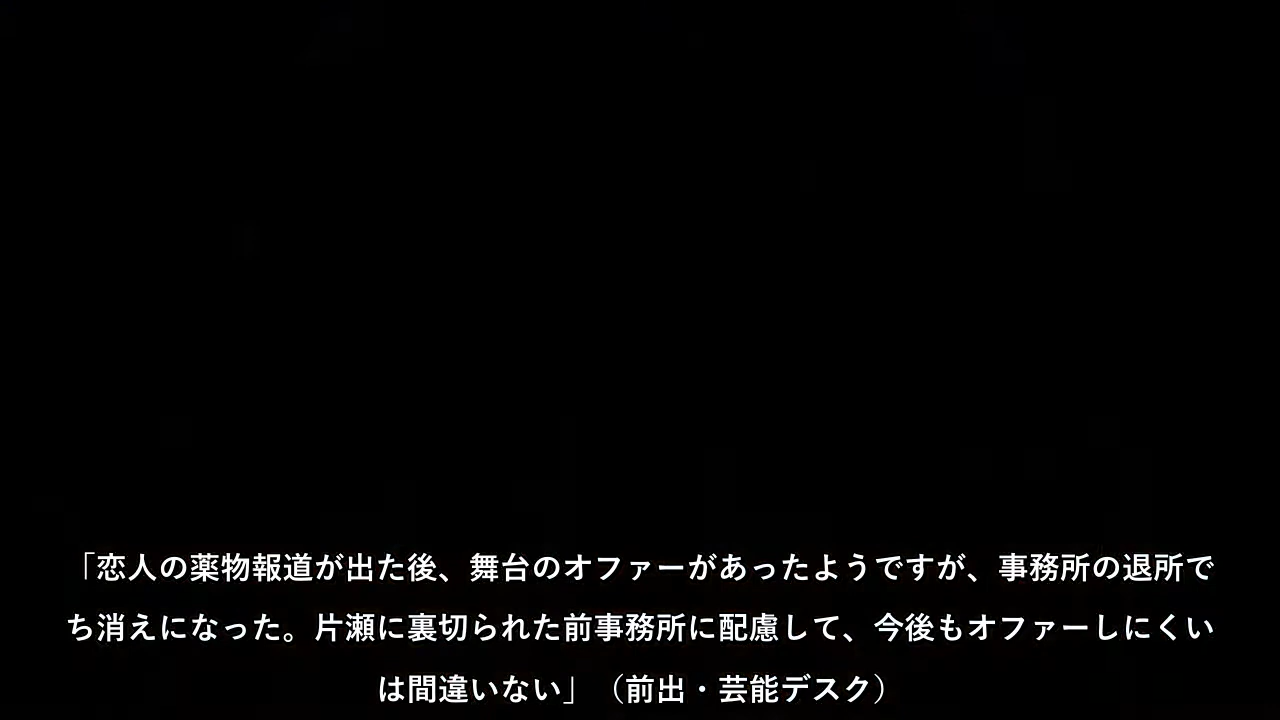 「恋人の薬物報道が出た後、舞台のオファーがあったようですが、事務所の退所で
ち消えになった。片瀬に裏切られた前事務所に配慮して、今後もオファーしにくい
は間違いない」（前出・芸能デスク）